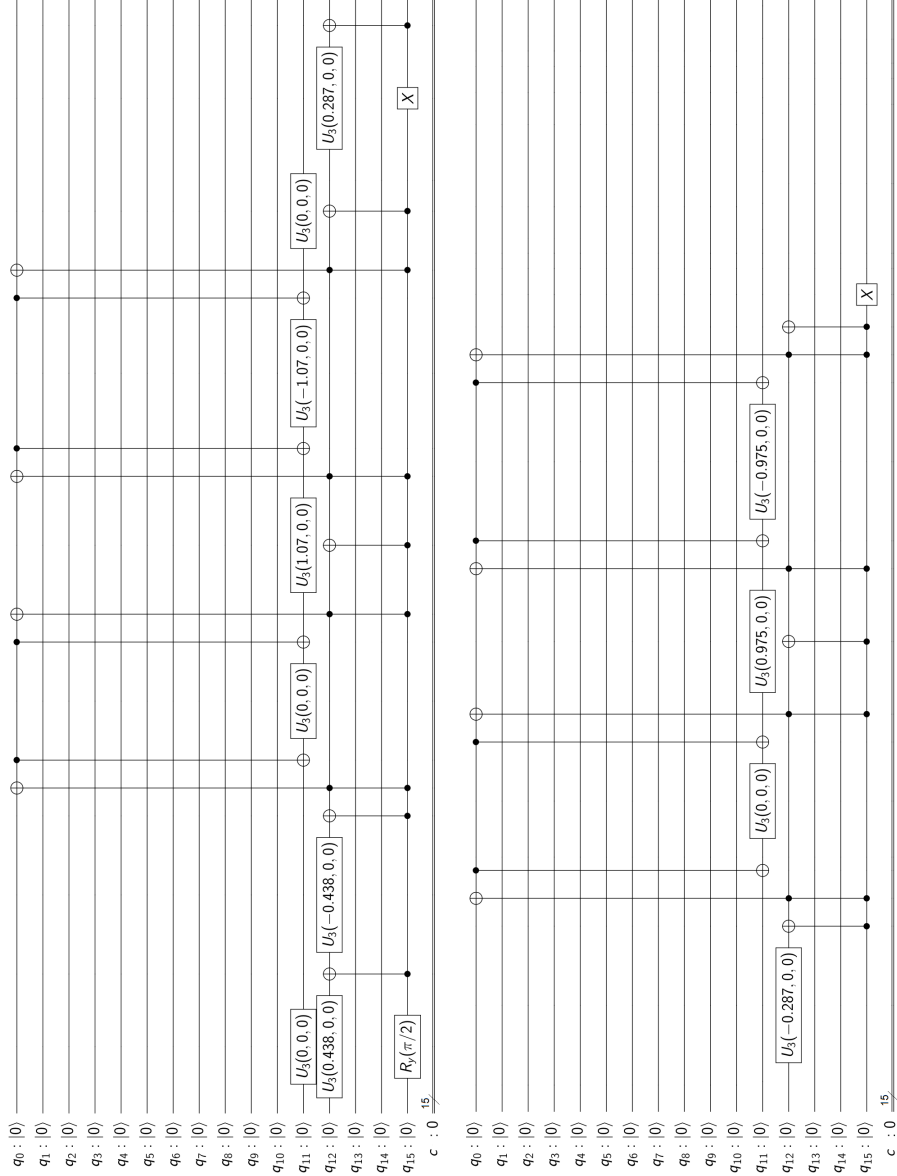 q₀ : |0⟩
q₁ : |0⟩
q₂ : |0⟩
q₃ : |0⟩
q₄ : |0⟩
q₅ : |0⟩
q₆ : |0⟩
q₇ : |0⟩
q₈ : |0⟩
q₉ : |0⟩
q₁₀ : |0⟩
q₁₁ : |0⟩ U₃(0, 0, 0) U₃(0, 0, 0) U₃(1.07, 0, 0) U₃(−1.07, 0, 0) U₃(0, 0, 0)
q₁₂ : |0⟩ U₃(0.438, 0, 0) U₃(−0.438, 0, 0) U₃(0.287, 0, 0)
q₁₃ : |0⟩
q₁₄ : |0⟩
q₁₅ : |0⟩ R_y(π/2) X
c : 0 15
q₀ : |0⟩
q₁ : |0⟩
q₂ : |0⟩
q₃ : |0⟩
q₄ : |0⟩
q₅ : |0⟩
q₆ : |0⟩
q₇ : |0⟩
q₈ : |0⟩
q₉ : |0⟩
q₁₀ : |0⟩
q₁₁ : |0⟩ U₃(0, 0, 0) U₃(0.975, 0, 0) U₃(−0.975, 0, 0)
q₁₂ : |0⟩ U₃(−0.287, 0, 0)
q₁₃ : |0⟩
q₁₄ : |0⟩
q₁₅ : |0⟩ X
c : 0 15